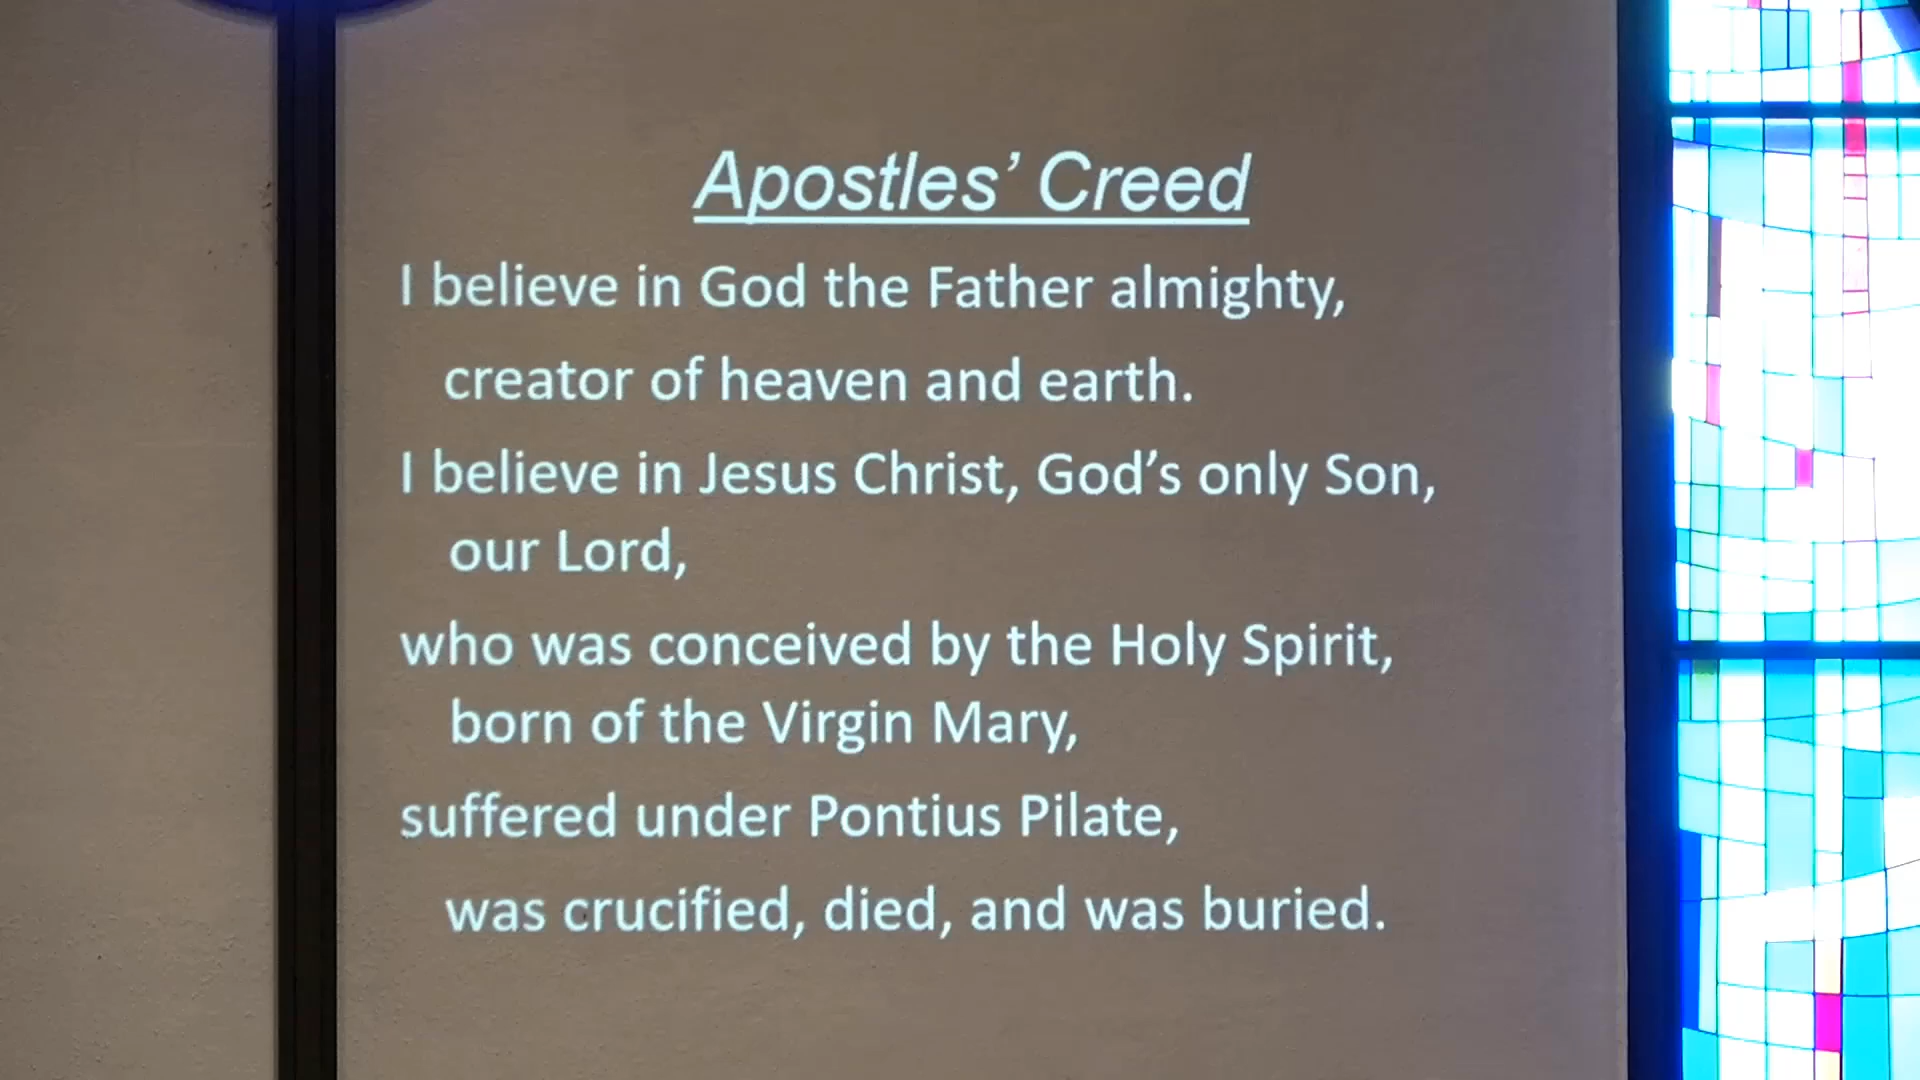 Apostles’ Creed
I believe in God the Father almighty,
creator of heaven and earth.
I believe in Jesus Christ, God’s only Son,
our Lord,
who was conceived by the Holy Spirit,
born of the Virgin Mary,
suffered under Pontius Pilate,
was crucified, died, and was buried.